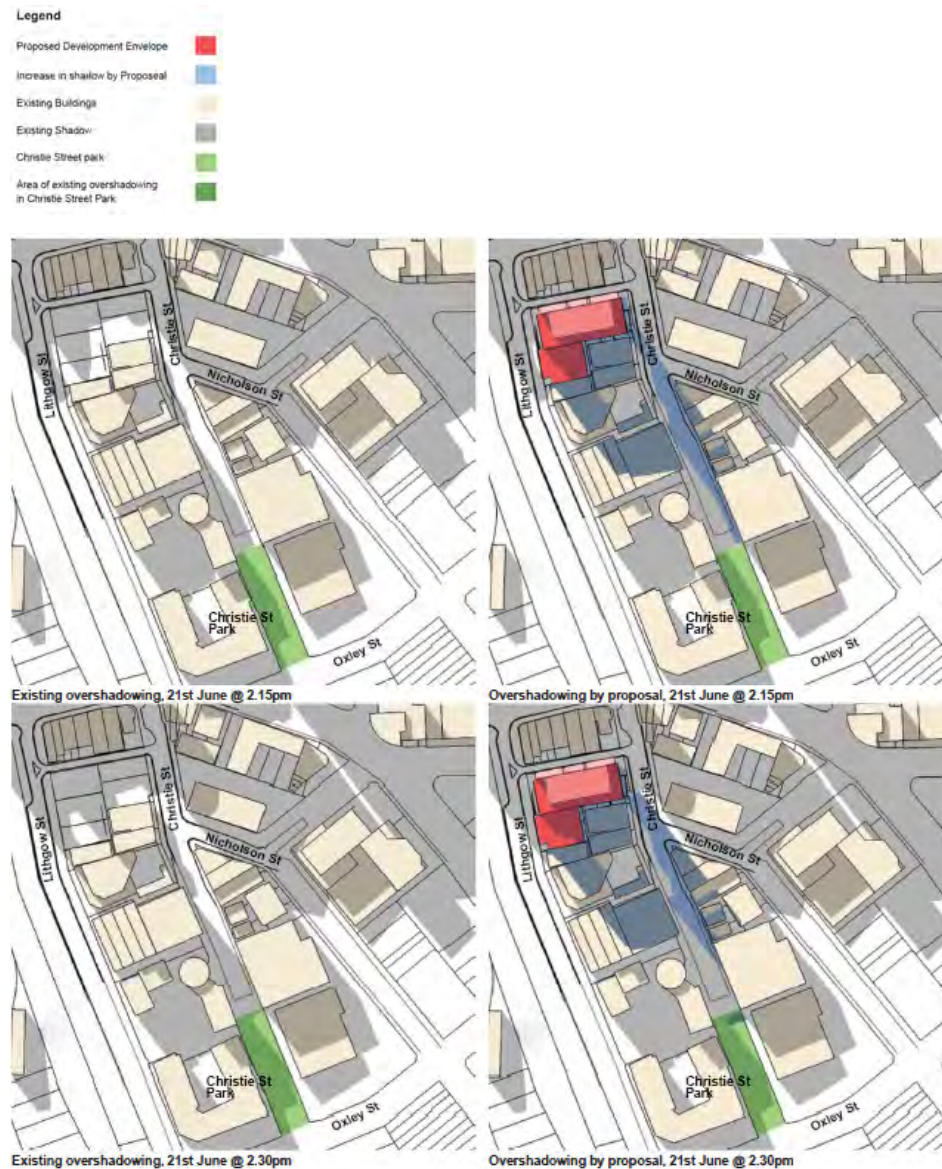 Legend
Proposed Development Envelope
Increase in shallow by Proposeal
Existing Buildinga
Existing Shadow
Christie Street park
Area of existing overshadowing
in Christie Street Park
Lithgow St
Christie St
Nicholson St
Christie St
Park
Oxley St
Existing overshadowing, 21st June @ 2.15pm
Lithgow St
Christie St
Nicholson St
Christie St
Park
Oxley St
Overshadowing by proposal, 21st June @ 2.15pm
Lithgow St
Christie St
Nicholson St
Christie St
Park
Oxley St
Existing overshadowing, 21st June @ 2.30pm
Lithgow St
Christie St
Nicholson St
Christie St
Park
Oxley St
Overshadowing by proposal, 21st June @ 2.30pm